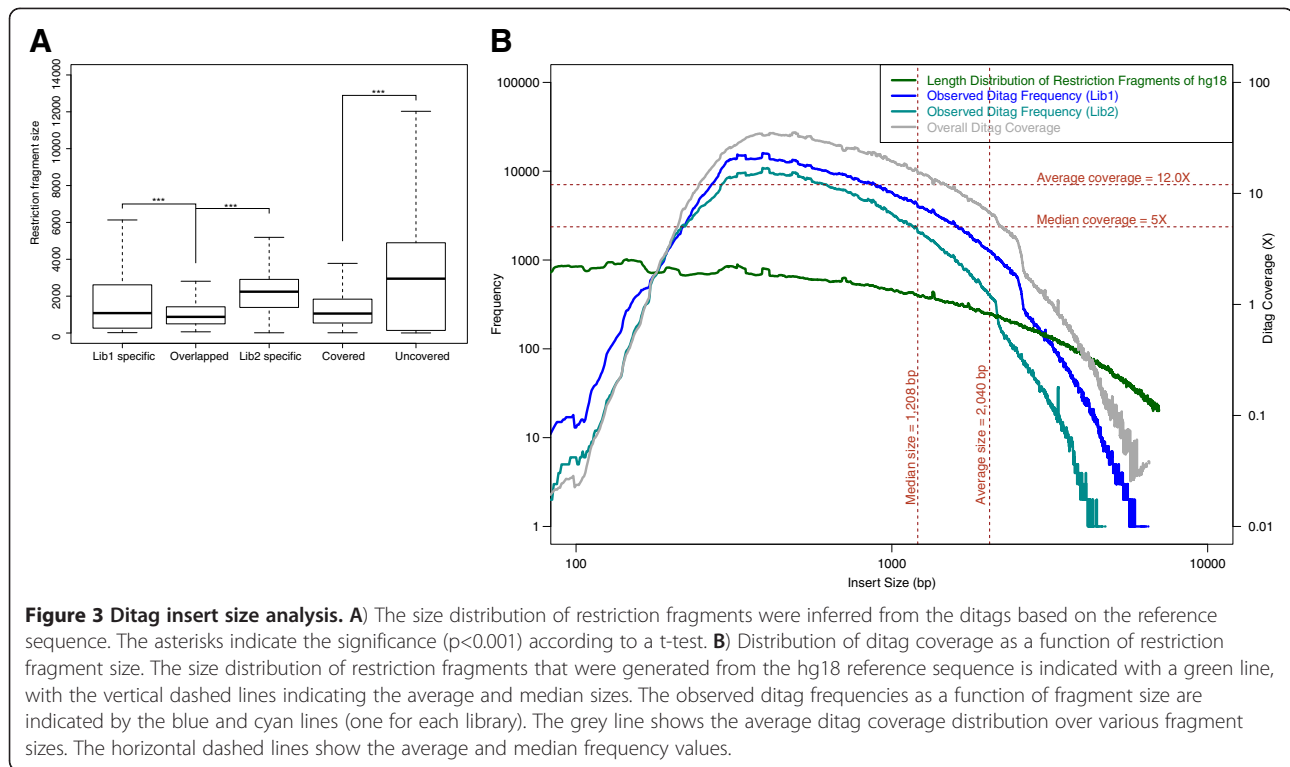 A
Restriction fragment size
14000
12000
10000
8000
6000
4000
2000
0
***
***
***
Lib1 specific
Overlapped
Lib2 specific
Covered
Uncovered
B
Frequency
100000
10000
1000
100
10
1
Length Distribution of Restriction Fragments of hg18
Observed Ditag Frequency (Lib1)
Observed Ditag Frequency (Lib2)
Overall Ditag Coverage
Average coverage = 12.0X
Median coverage = 5X
Median size = 1,208 bp
Average size = 2,040 bp
100
10
1
0.1
0.01
Ditag Coverage (X)
100
1000
10000
Insert Size (bp)
Figure 3 Ditag insert size analysis. A) The size distribution of restriction fragments were inferred from the ditags based on the reference
sequence. The asterisks indicate the significance (p<0.001) according to a t-test. B) Distribution of ditag coverage as a function of restriction
fragment size. The size distribution of restriction fragments that were generated from the hg18 reference sequence is indicated with a green line,
with the vertical dashed lines indicating the average and median sizes. The observed ditag frequencies as a function of fragment size are
indicated by the blue and cyan lines (one for each library). The grey line shows the average ditag coverage distribution over various fragment
sizes. The horizontal dashed lines show the average and median frequency values.